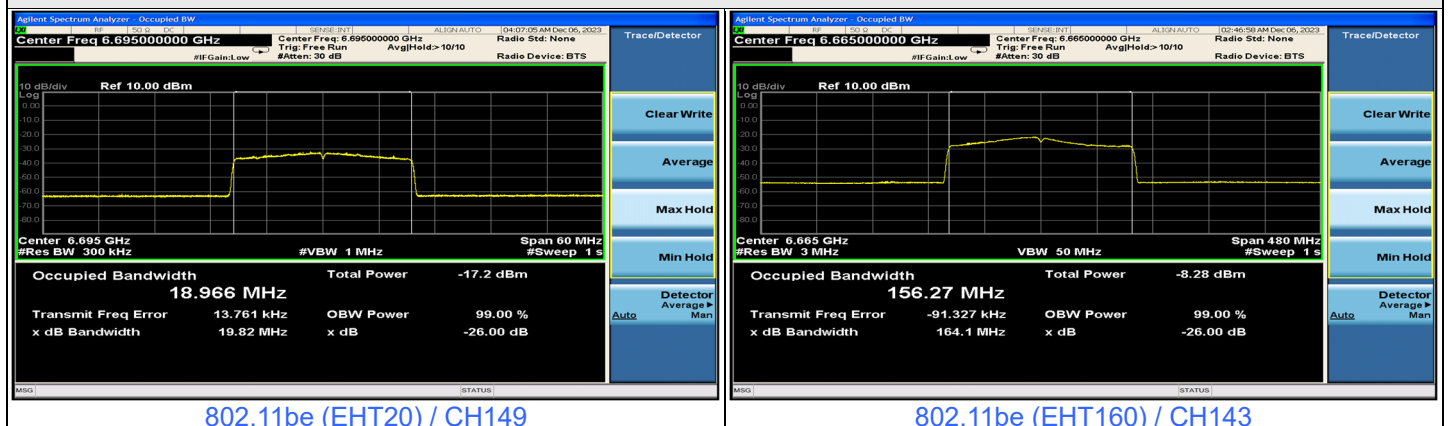 Agilent Spectrum Analyzer - Occupied BW
LXI RF 50 Ω DC SENSE:INT ALIGN AUTO 04:07:05 AM Dec 06, 2023
Center Freq 6.695000000 GHz Center Freq: 6.695000000 GHz Radio Std: None Trace/Detector
Trig: Free Run Avg|Hold:>10/10
#IFGain:Low #Atten: 30 dB Radio Device: BTS
10 dB/div Ref 10.00 dBm
Log
0.00
-10.0
-20.0
-30.0
-40.0
-50.0
-60.0
-70.0
-80.0
Center 6.695 GHz Span 60 MHz
#Res BW 300 kHz #VBW 1 MHz #Sweep 1 s
Occupied Bandwidth Total Power -17.2 dBm
18.966 MHz
Transmit Freq Error 13.761 kHz OBW Power 99.00 %
x dB Bandwidth 19.82 MHz x dB -26.00 dB
Clear Write
Average
Max Hold
Min Hold
Detector
Average▶
Auto Man
MSG STATUS
802.11be (EHT20) / CH149
Agilent Spectrum Analyzer - Occupied BW
LXI RF 50 Ω DC SENSE:INT ALIGN AUTO 02:46:58 AM Dec 06, 2023
Center Freq 6.665000000 GHz Center Freq: 6.665000000 GHz Radio Std: None Trace/Detector
Trig: Free Run Avg|Hold:>10/10
#IFGain:Low #Atten: 30 dB Radio Device: BTS
10 dB/div Ref 10.00 dBm
Log
0.00
-10.0
-20.0
-30.0
-40.0
-50.0
-60.0
-70.0
-80.0
Center 6.665 GHz Span 480 MHz
#Res BW 3 MHz VBW 50 MHz #Sweep 1 s
Occupied Bandwidth Total Power -8.28 dBm
156.27 MHz
Transmit Freq Error -91.327 kHz OBW Power 99.00 %
x dB Bandwidth 164.1 MHz x dB -26.00 dB
Clear Write
Average
Max Hold
Min Hold
Detector
Average▶
Auto Man
MSG STATUS
802.11be (EHT160) / CH143